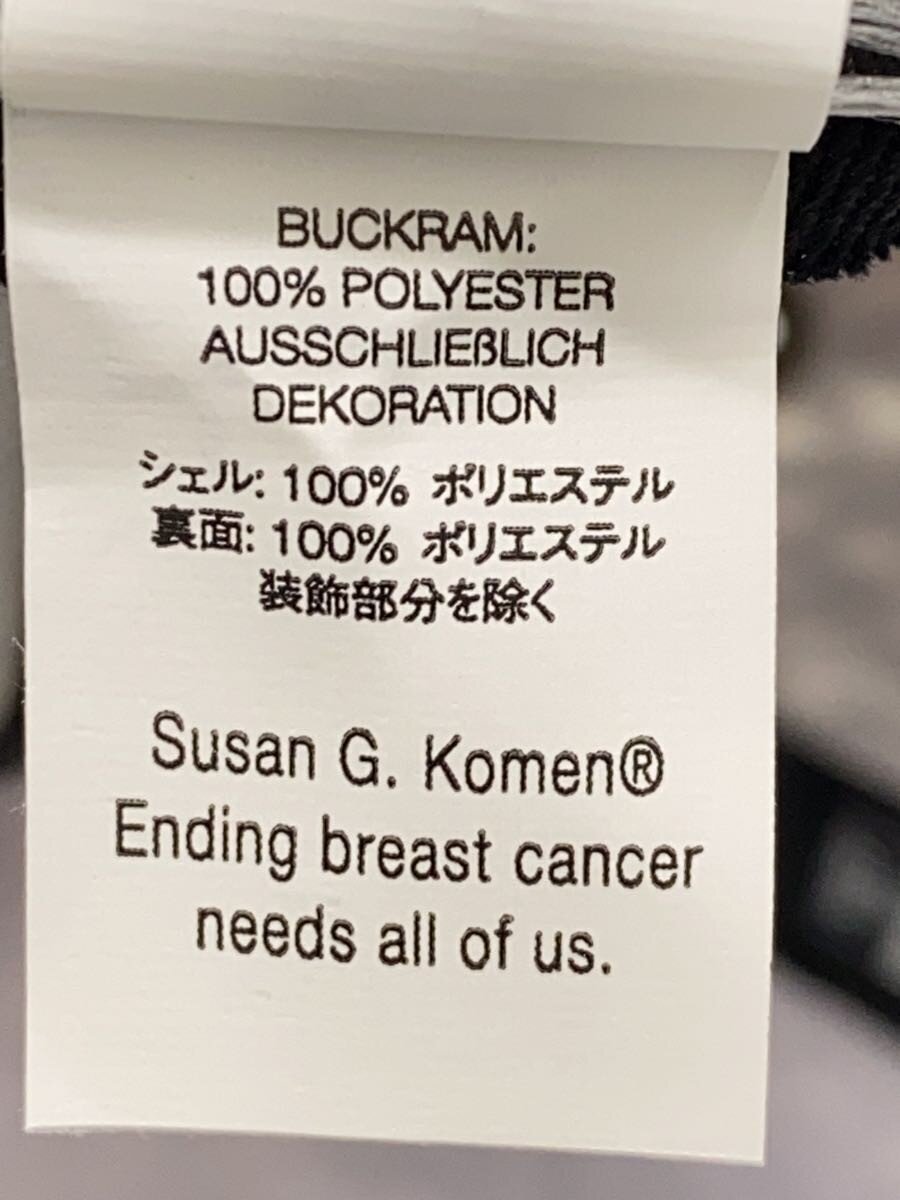 BUCKRAM:
100% POLYESTER
AUSSCHLIEßLICH
DEKORATION
シェル: 100% ポリエステル
裏面: 100% ポリエステル
装飾部分を除く
Susan G. Komen®
Ending breast cancer
needs all of us.